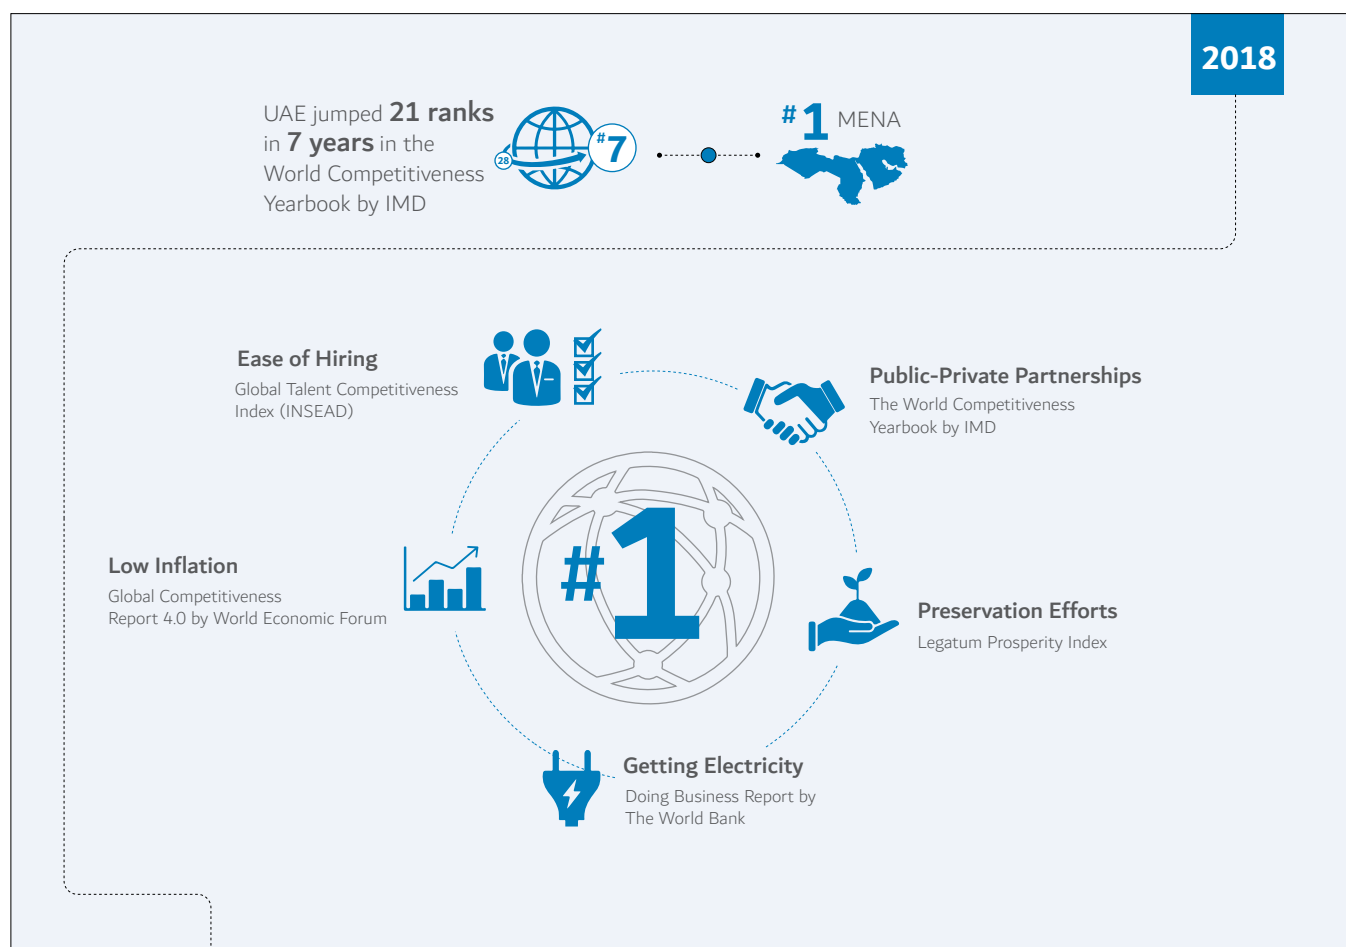 2018
UAE jumped 21 ranks
in 7 years in the
World Competitiveness
Yearbook by IMD
28
#7
#1 MENA
Ease of Hiring
Global Talent Competitiveness
Index (INSEAD)
Public-Private Partnerships
The World Competitiveness
Yearbook by IMD
#1
Low Inflation
Global Competitiveness
Report 4.0 by World Economic Forum
Preservation Efforts
Legatum Prosperity Index
Getting Electricity
Doing Business Report by
The World Bank